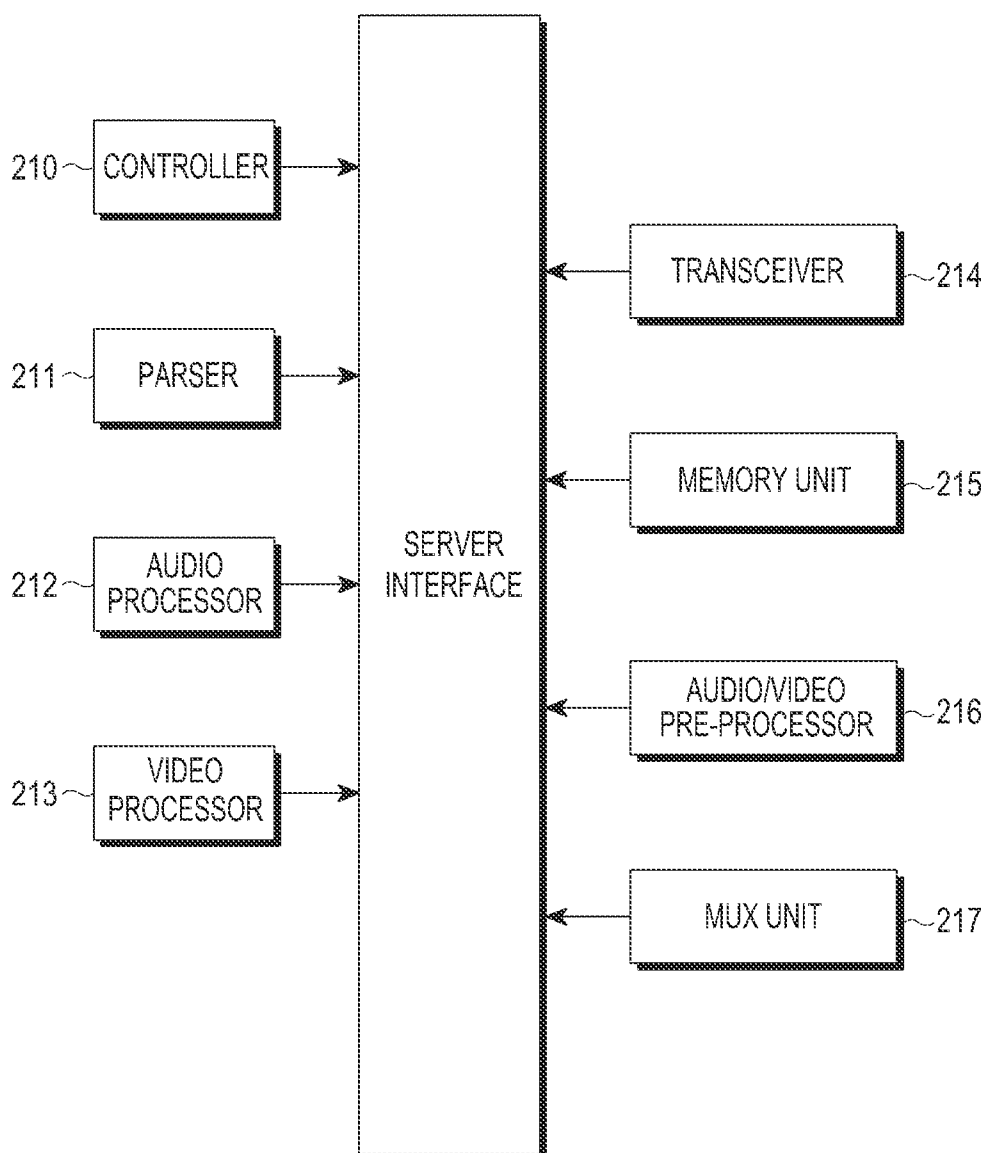 210
CONTROLLER
211
PARSER
212
AUDIO
PROCESSOR
213
VIDEO
PROCESSOR
SERVER
INTERFACE
TRANSCEIVER
214
MEMORY UNIT
215
AUDIO/VIDEO
PRE-PROCESSOR
216
MUX UNIT
217